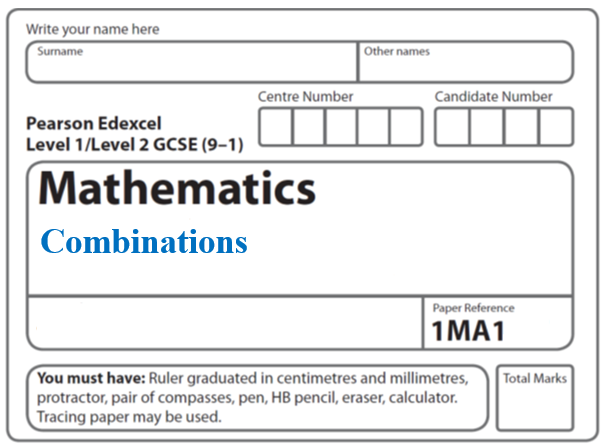 Write your name here
Surname
Other names
Centre Number
Candidate Number
Pearson Edexcel
Level 1/Level 2 GCSE (9–1)
Mathematics
Combinations
Paper Reference
1MA1
You must have: Ruler graduated in centimetres and millimetres,
protractor, pair of compasses, pen, HB pencil, eraser, calculator.
Tracing paper may be used.
Total Marks